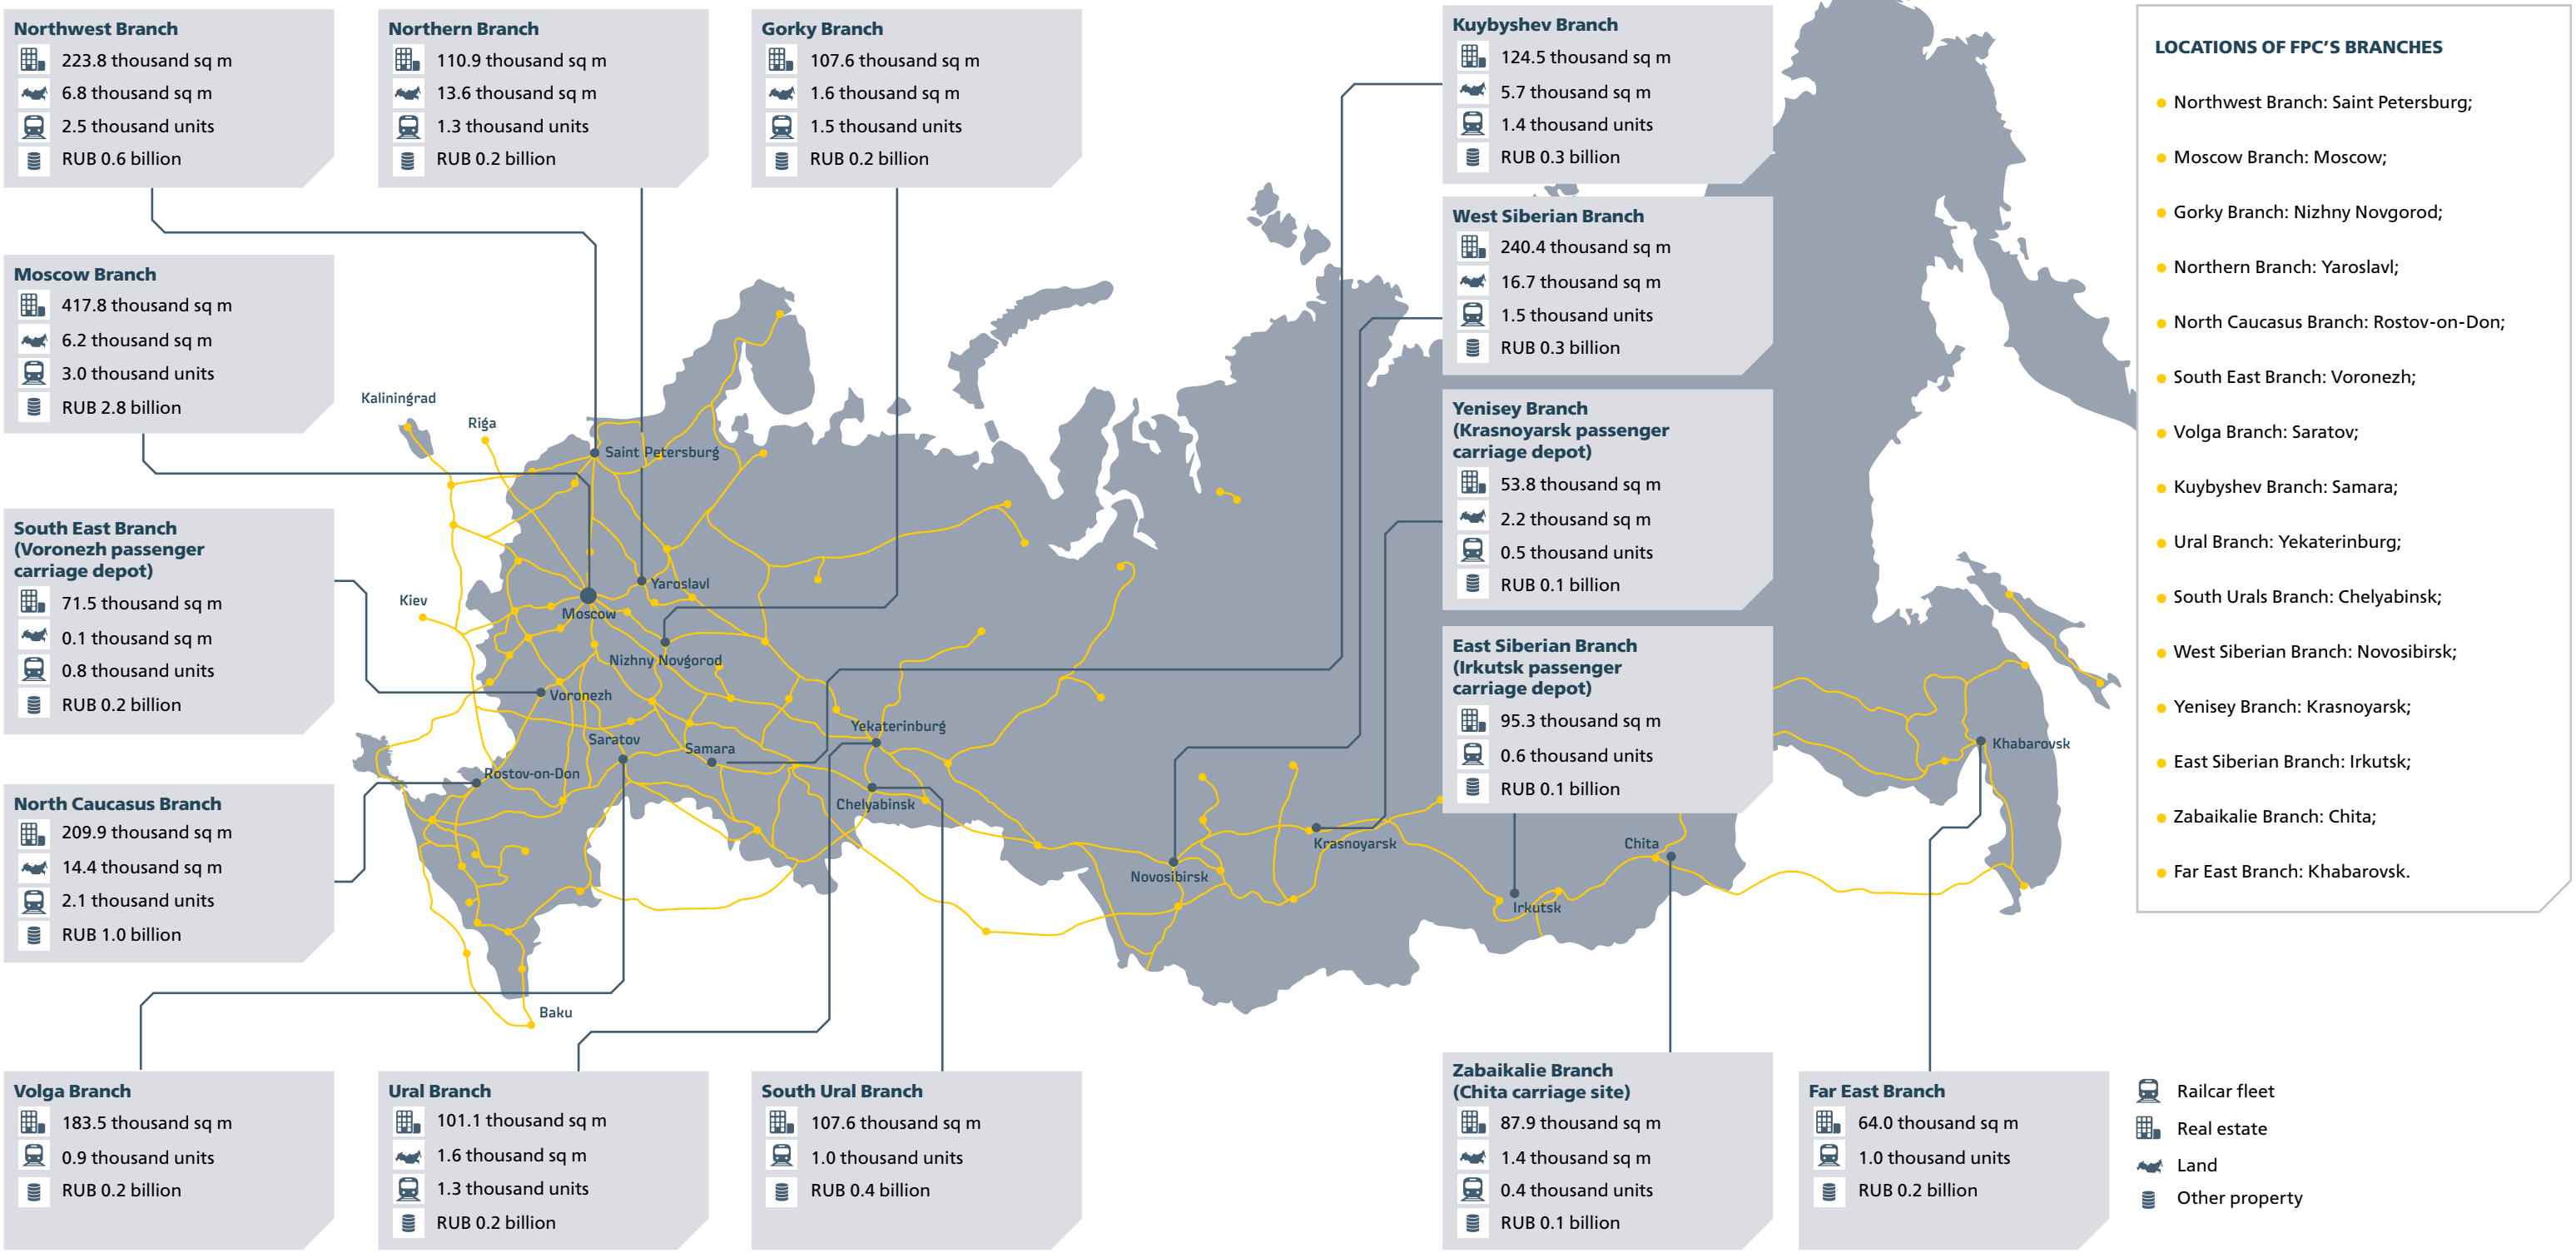 Northwest Branch
223.8 thousand sq m
6.8 thousand sq m
2.5 thousand units
RUB 0.6 billion
Northern Branch
110.9 thousand sq m
13.6 thousand sq m
1.3 thousand units
RUB 0.2 billion
Gorky Branch
107.6 thousand sq m
1.6 thousand sq m
1.5 thousand units
RUB 0.2 billion
Kuybyshev Branch
124.5 thousand sq m
5.7 thousand sq m
1.4 thousand units
RUB 0.3 billion
Moscow Branch
417.8 thousand sq m
6.2 thousand sq m
3.0 thousand units
RUB 2.8 billion
West Siberian Branch
240.4 thousand sq m
16.7 thousand sq m
1.5 thousand units
RUB 0.3 billion
South East Branch
(Voronezh passenger
carriage depot)
71.5 thousand sq m
0.1 thousand sq m
0.8 thousand units
RUB 0.2 billion
Yenisey Branch
(Krasnoyarsk passenger
carriage depot)
53.8 thousand sq m
2.2 thousand sq m
0.5 thousand units
RUB 0.1 billion
East Siberian Branch
(Irkutsk passenger
carriage depot)
95.3 thousand sq m
0.6 thousand units
RUB 0.1 billion
North Caucasus Branch
209.9 thousand sq m
14.4 thousand sq m
2.1 thousand units
RUB 1.0 billion
Kaliningrad
Riga
Saint Petersburg
Kiev
Yaroslavl
Moscow
Nizhny Novgorod
Voronezh
Saratov
Samara
Yekaterinburg
Rostov-on-Don
Chelyabinsk
Khabarovsk
Krasnoyarsk
Chita
Novosibirsk
Irkutsk
Baku
Volga Branch
183.5 thousand sq m
0.9 thousand units
RUB 0.2 billion
Ural Branch
101.1 thousand sq m
1.6 thousand sq m
1.3 thousand units
RUB 0.2 billion
South Ural Branch
107.6 thousand sq m
1.0 thousand units
RUB 0.4 billion
Zabaikalie Branch
(Chita carriage site)
87.9 thousand sq m
1.4 thousand sq m
0.4 thousand units
RUB 0.1 billion
Far East Branch
64.0 thousand sq m
1.0 thousand units
RUB 0.2 billion
LOCATIONS OF FPC'S BRANCHES
Northwest Branch: Saint Petersburg;
Moscow Branch: Moscow;
Gorky Branch: Nizhny Novgorod;
Northern Branch: Yaroslavl;
North Caucasus Branch: Rostov-on-Don;
South East Branch: Voronezh;
Volga Branch: Saratov;
Kuybyshev Branch: Samara;
Ural Branch: Yekaterinburg;
South Urals Branch: Chelyabinsk;
West Siberian Branch: Novosibirsk;
Yenisey Branch: Krasnoyarsk;
East Siberian Branch: Irkutsk;
Zabaikalie Branch: Chita;
Far East Branch: Khabarovsk.
Railcar fleet
Real estate
Land
Other property